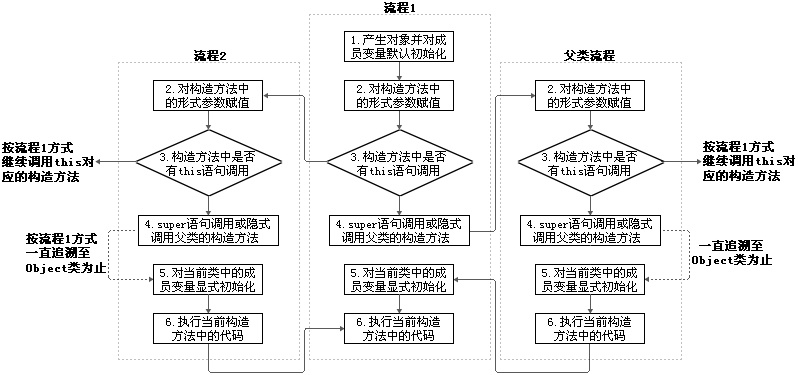 流程1
1. 产生对象并对成
员变量默认初始化
2. 对构造方法中
的形式参数赋值
3. 构造方法中是否
有this语句调用
4. super语句调用或隐式
调用父类的构造方法
5. 对当前类中的成
员变量显式初始化
6. 执行当前构造
方法中的代码
流程2
2. 对构造方法中
的形式参数赋值
3. 构造方法中是否
有this语句调用
按流程1方式
继续调用this对
应的构造方法
4. super语句调用或隐式
调用父类的构造方法
按流程1方式
一直追溯至
Object类为止
5. 对当前类中的成
员变量显式初始化
6. 执行当前构造
方法中的代码
父类流程
2. 对构造方法中
的形式参数赋值
3. 构造方法中是否
有this语句调用
按流程1方式
继续调用this对
应的构造方法
4. super语句调用或隐式
调用父类的构造方法
一直追溯至
Object类为止
5. 对当前类中的成
员变量显式初始化
6. 执行当前构造
方法中的代码